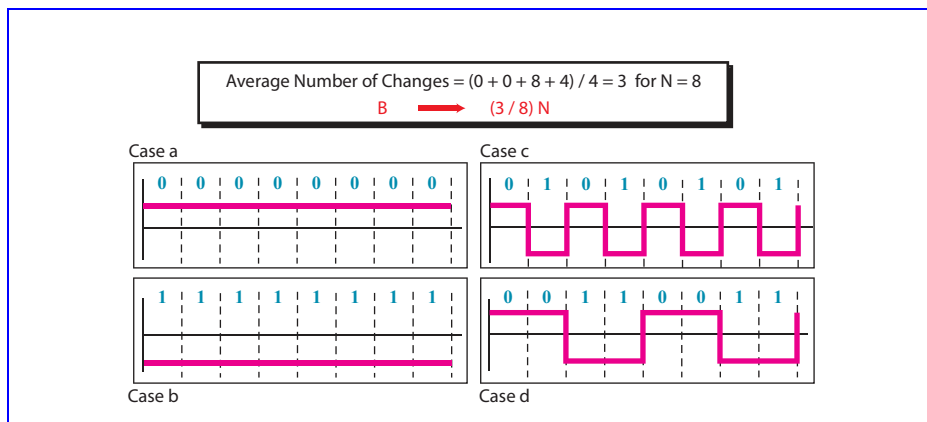 Average Number of Changes = (0 + 0 + 8 + 4) / 4 = 3 for N = 8
B (3 / 8) N
Case a
0 0 0 0 0 0 0 0
Case c
0 1 0 1 0 1 0 1
1 1 1 1 1 1 1 1
Case b
0 0 1 1 0 0 1 1
Case d